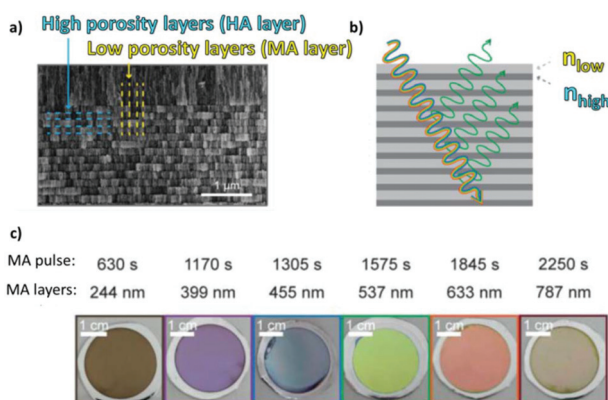 a)
High porosity layers (HA layer)
Low porosity layers (MA layer)
1 μm
b)
nlow
nhigh
c)
MA pulse: 630 s 1170 s 1305 s 1575 s 1845 s 2250 s
MA layers: 244 nm 399 nm 455 nm 537 nm 633 nm 787 nm
1 cm 1 cm 1 cm 1 cm 1 cm 1 cm